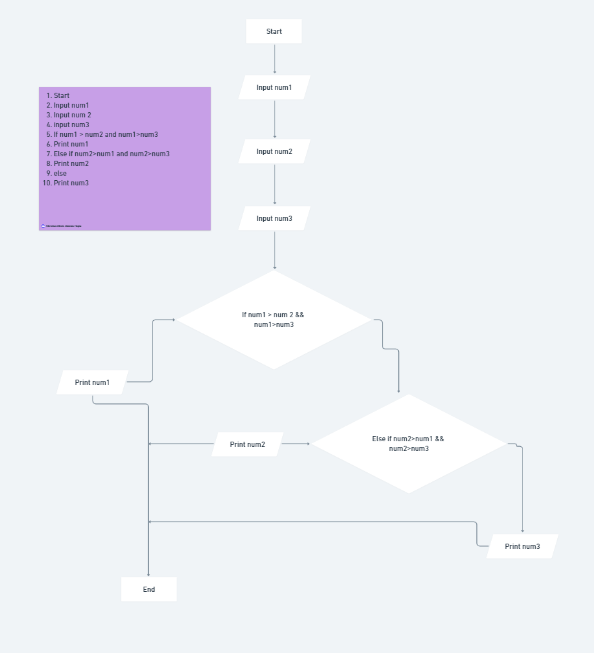 Start
Input num1
1. Start
2. Input num1
3. Input num 2
4. input num3
5. If num1 > num2 and num1>num3
6. Print num1
7. Else if num2>num1 and num2>num3
8. Print num2
9. else
10. Print num3
Input num2
Input num3
If num1 > num 2 &&
num1>num3
Print num1
Else if num2>num1 &&
num2>num3
Print num2
Print num3
End